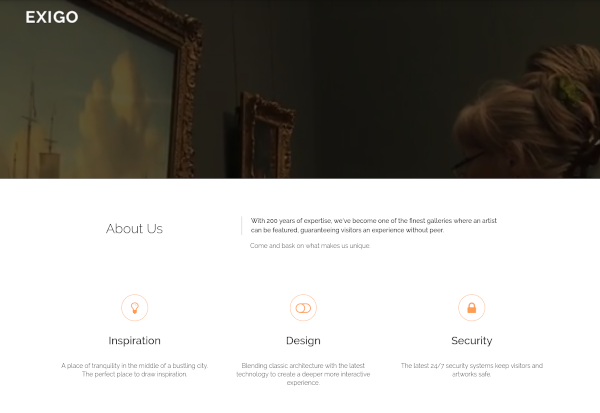 EXIGO
About Us
With 200 years of expertise, we've become one of the finest galleries where an artist
can be featured, guaranteeing visitors an experience without peer.
Come and bask on what makes us unique.
Inspiration
A place of tranquility in the middle of a bustling city.
The perfect place to draw inspiration.
Design
Blending classic architecture with the latest
technology to create a deeper more interactive
experience.
Security
The latest 24/7 security systems keep visitors and
artworks safe.